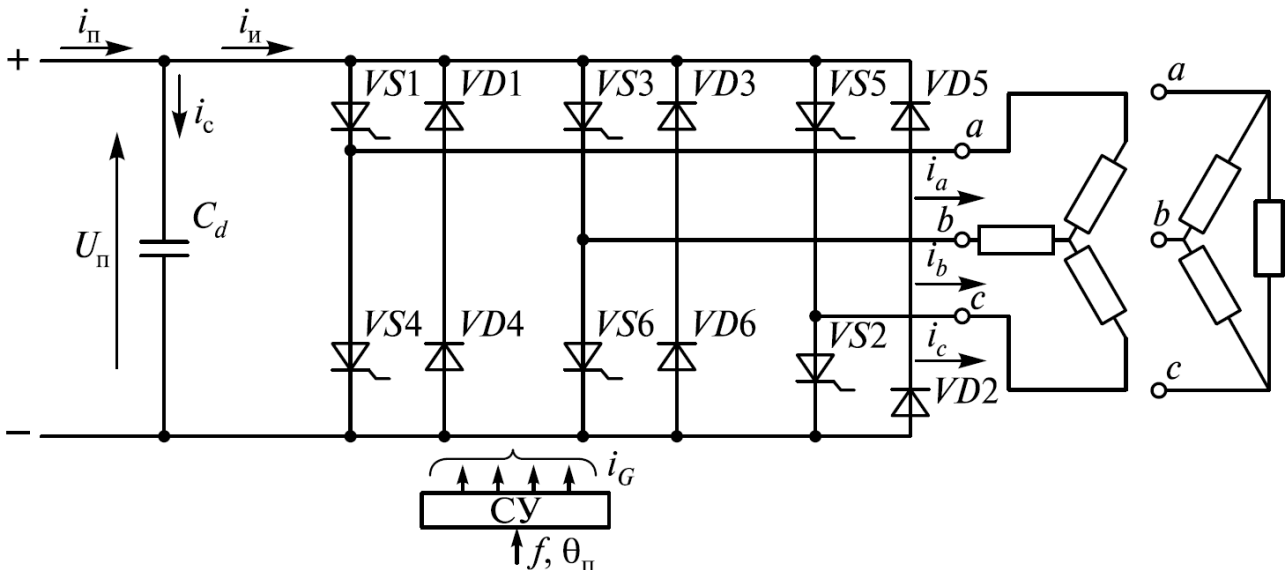 iп iи
+ VS1 VD1 VS3 VD3 VS5 VD5 a
iс a
ia
Cd b b
Uп ib
c
VS4 VD4 VS6 VD6 VS2 ic
c
VD2
−
iG
СУ
f, θп